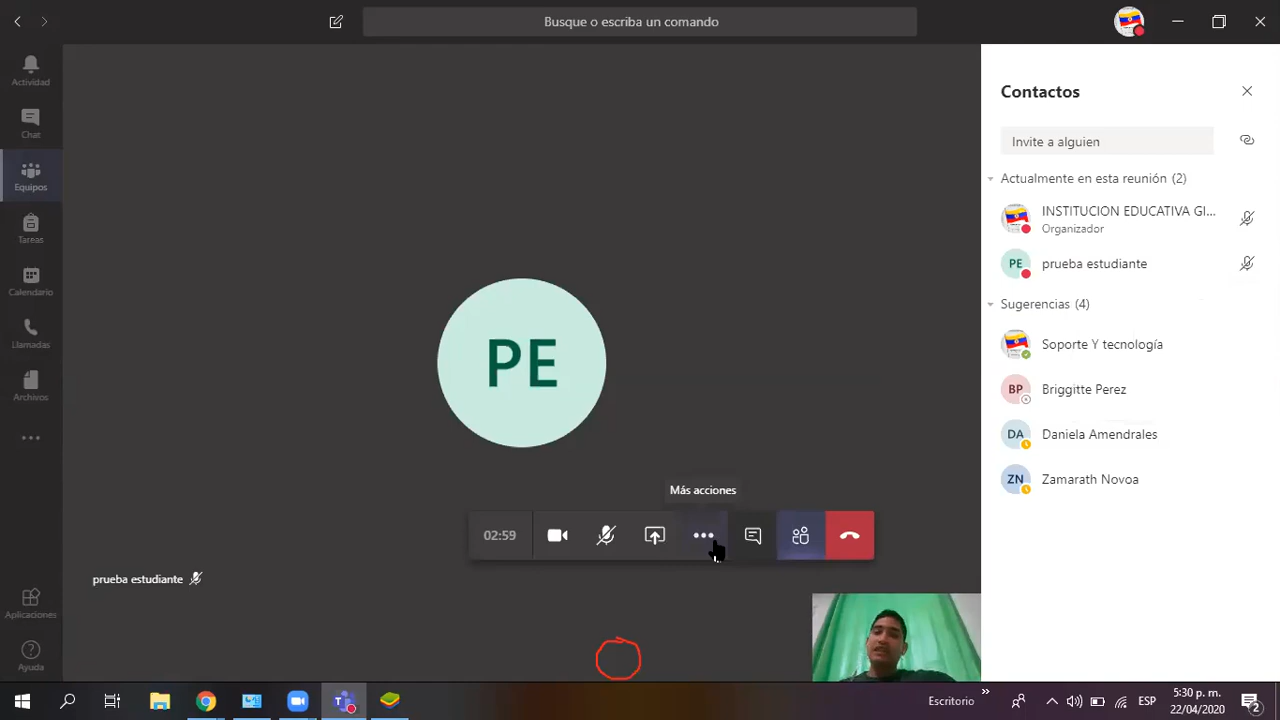 Busque o escriba un comando
Actividad
Chat
Equipos
Tareas
Calendario
Llamadas
Archivos
Aplicaciones
Ayuda
PE
Más acciones
02:59
prueba estudiante
Contactos
Invite a alguien
Actualmente en esta reunión (2)
INSTITUCION EDUCATIVA GI...
Organizador
PE prueba estudiante
Sugerencias (4)
Soporte Y tecnología
BP Briggitte Perez
DA Daniela Amendrales
ZN Zamarath Novoa
Escritorio
ESP
5:30 p. m.
22/04/2020
2